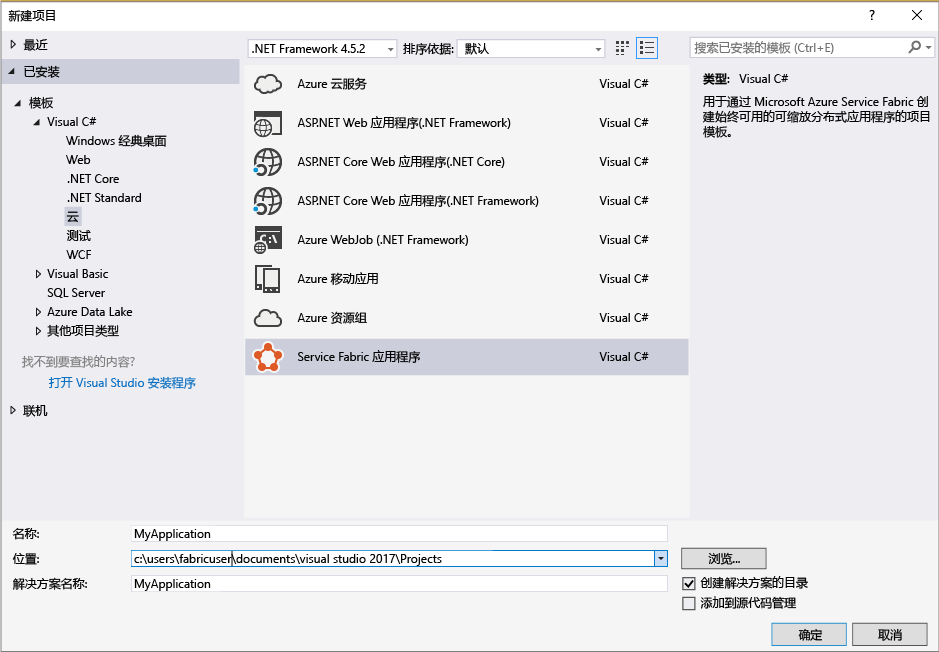 新建项目
?
最近
.NET Framework 4.5.2
排序依据:
默认
搜索已安装的模板 (Ctrl+E)
已安装
模板
Visual C#
Windows 经典桌面
Web
.NET Core
.NET Standard
云
测试
WCF
Visual Basic
SQL Server
Azure Data Lake
其他项目类型
找不到要查找的内容?
打开 Visual Studio 安装程序
联机
Azure 云服务 Visual C#
ASP.NET Web 应用程序(.NET Framework) Visual C#
ASP.NET Core Web 应用程序(.NET Core) Visual C#
ASP.NET Core Web 应用程序(.NET Framework) Visual C#
Azure WebJob (.NET Framework) Visual C#
Azure 移动应用 Visual C#
Azure 资源组 Visual C#
Service Fabric 应用程序 Visual C#
类型: Visual C#
用于通过 Microsoft Azure Service Fabric 创
建始终可用的可缩放分布式应用程序的项目
模板。
名称: MyApplication
位置: c:\users\fabricuser\documents\visual studio 2017\Projects
浏览...
解决方案名称: MyApplication
创建解决方案的目录
添加到源代码管理
确定
取消